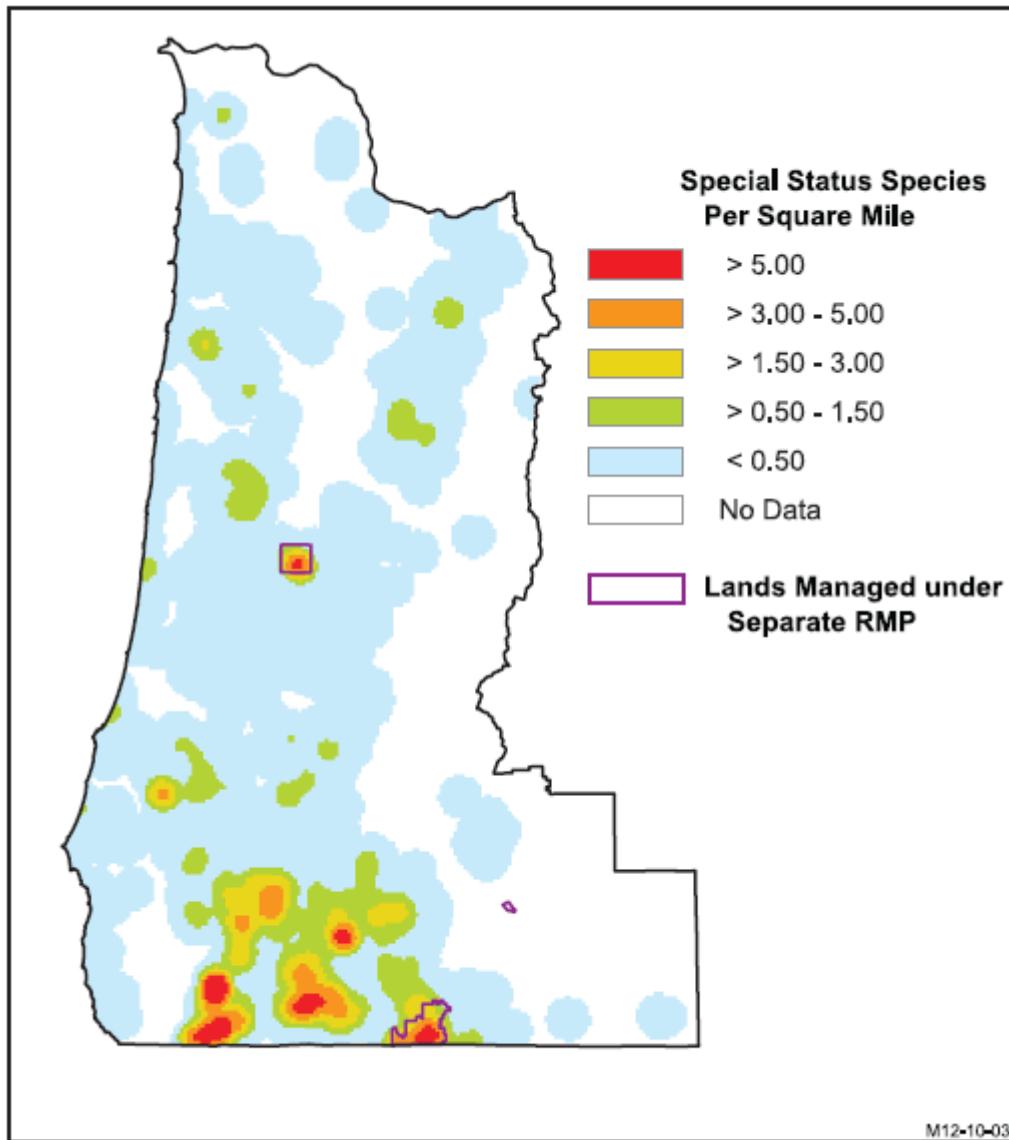 Special Status Species
Per Square Mile
> 5.00
> 3.00 - 5.00
> 1.50 - 3.00
> 0.50 - 1.50
< 0.50
No Data
Lands Managed under
Separate RMP
M12-10-03